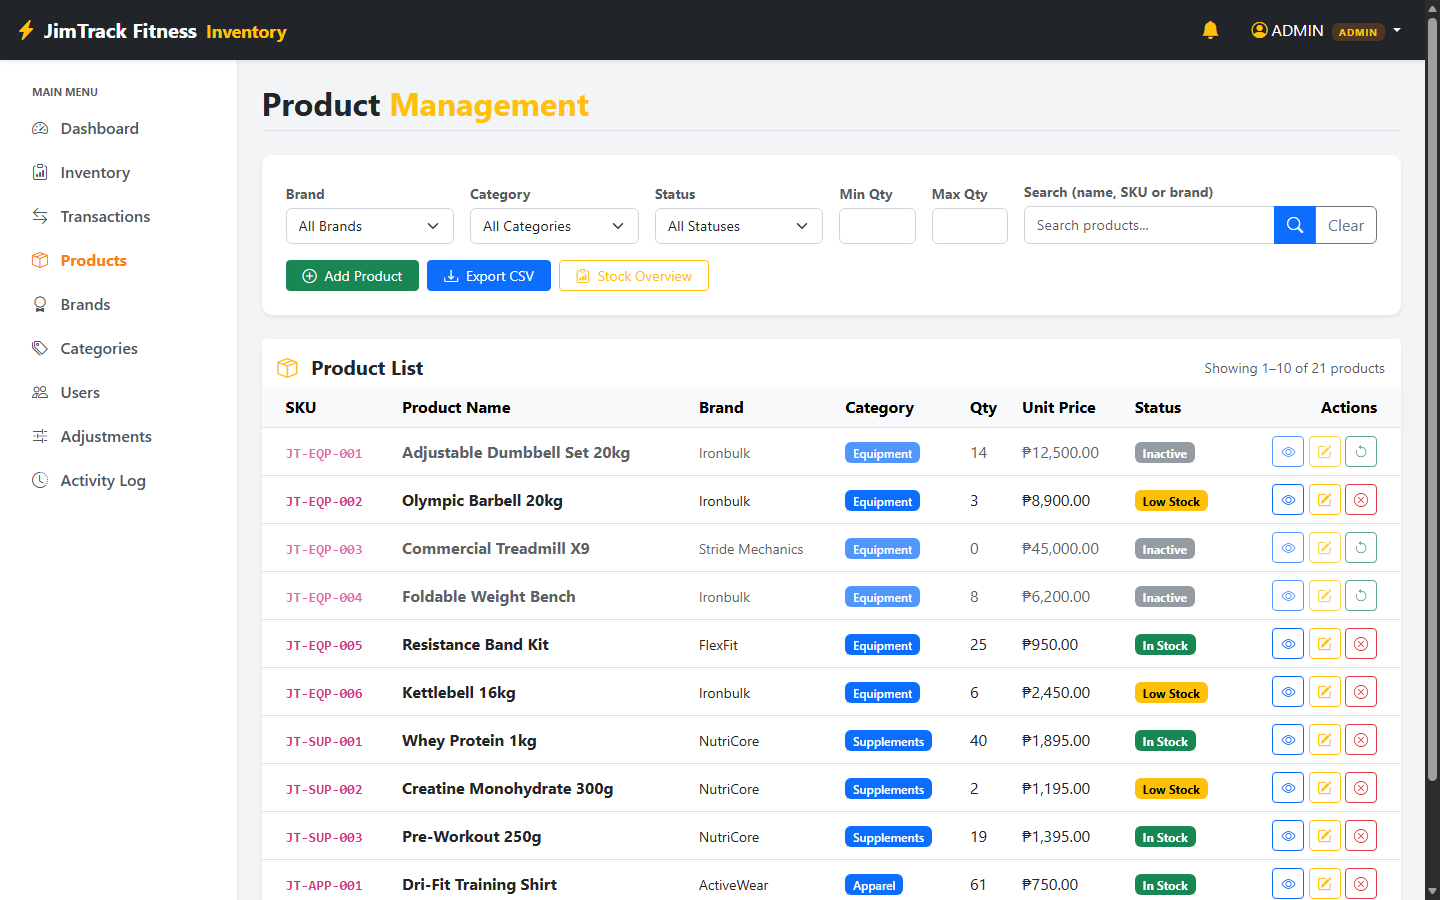 JimTrack Fitness Inventory
ADMIN ADMIN
MAIN MENU
Dashboard
Inventory
Transactions
Products
Brands
Categories
Users
Adjustments
Activity Log
Product Management
Brand Category Status Min Qty Max Qty Search (name, SKU or brand)
All Brands All Categories All Statuses Search products... Clear
Add Product Export CSV Stock Overview
Product List Showing 1–10 of 21 products
SKU Product Name Brand Category Qty Unit Price Status Actions
JT-EQP-001 Adjustable Dumbbell Set 20kg Ironbulk Equipment 14 ₱12,500.00 Inactive
JT-EQP-002 Olympic Barbell 20kg Ironbulk Equipment 3 ₱8,900.00 Low Stock
JT-EQP-003 Commercial Treadmill X9 Stride Mechanics Equipment 0 ₱45,000.00 Inactive
JT-EQP-004 Foldable Weight Bench Ironbulk Equipment 8 ₱6,200.00 Inactive
JT-EQP-005 Resistance Band Kit FlexFit Equipment 25 ₱950.00 In Stock
JT-EQP-006 Kettlebell 16kg Ironbulk Equipment 6 ₱2,450.00 Low Stock
JT-SUP-001 Whey Protein 1kg NutriCore Supplements 40 ₱1,895.00 In Stock
JT-SUP-002 Creatine Monohydrate 300g NutriCore Supplements 2 ₱1,195.00 Low Stock
JT-SUP-003 Pre-Workout 250g NutriCore Supplements 19 ₱1,395.00 In Stock
JT-APP-001 Dri-Fit Training Shirt ActiveWear Apparel 61 ₱750.00 In Stock